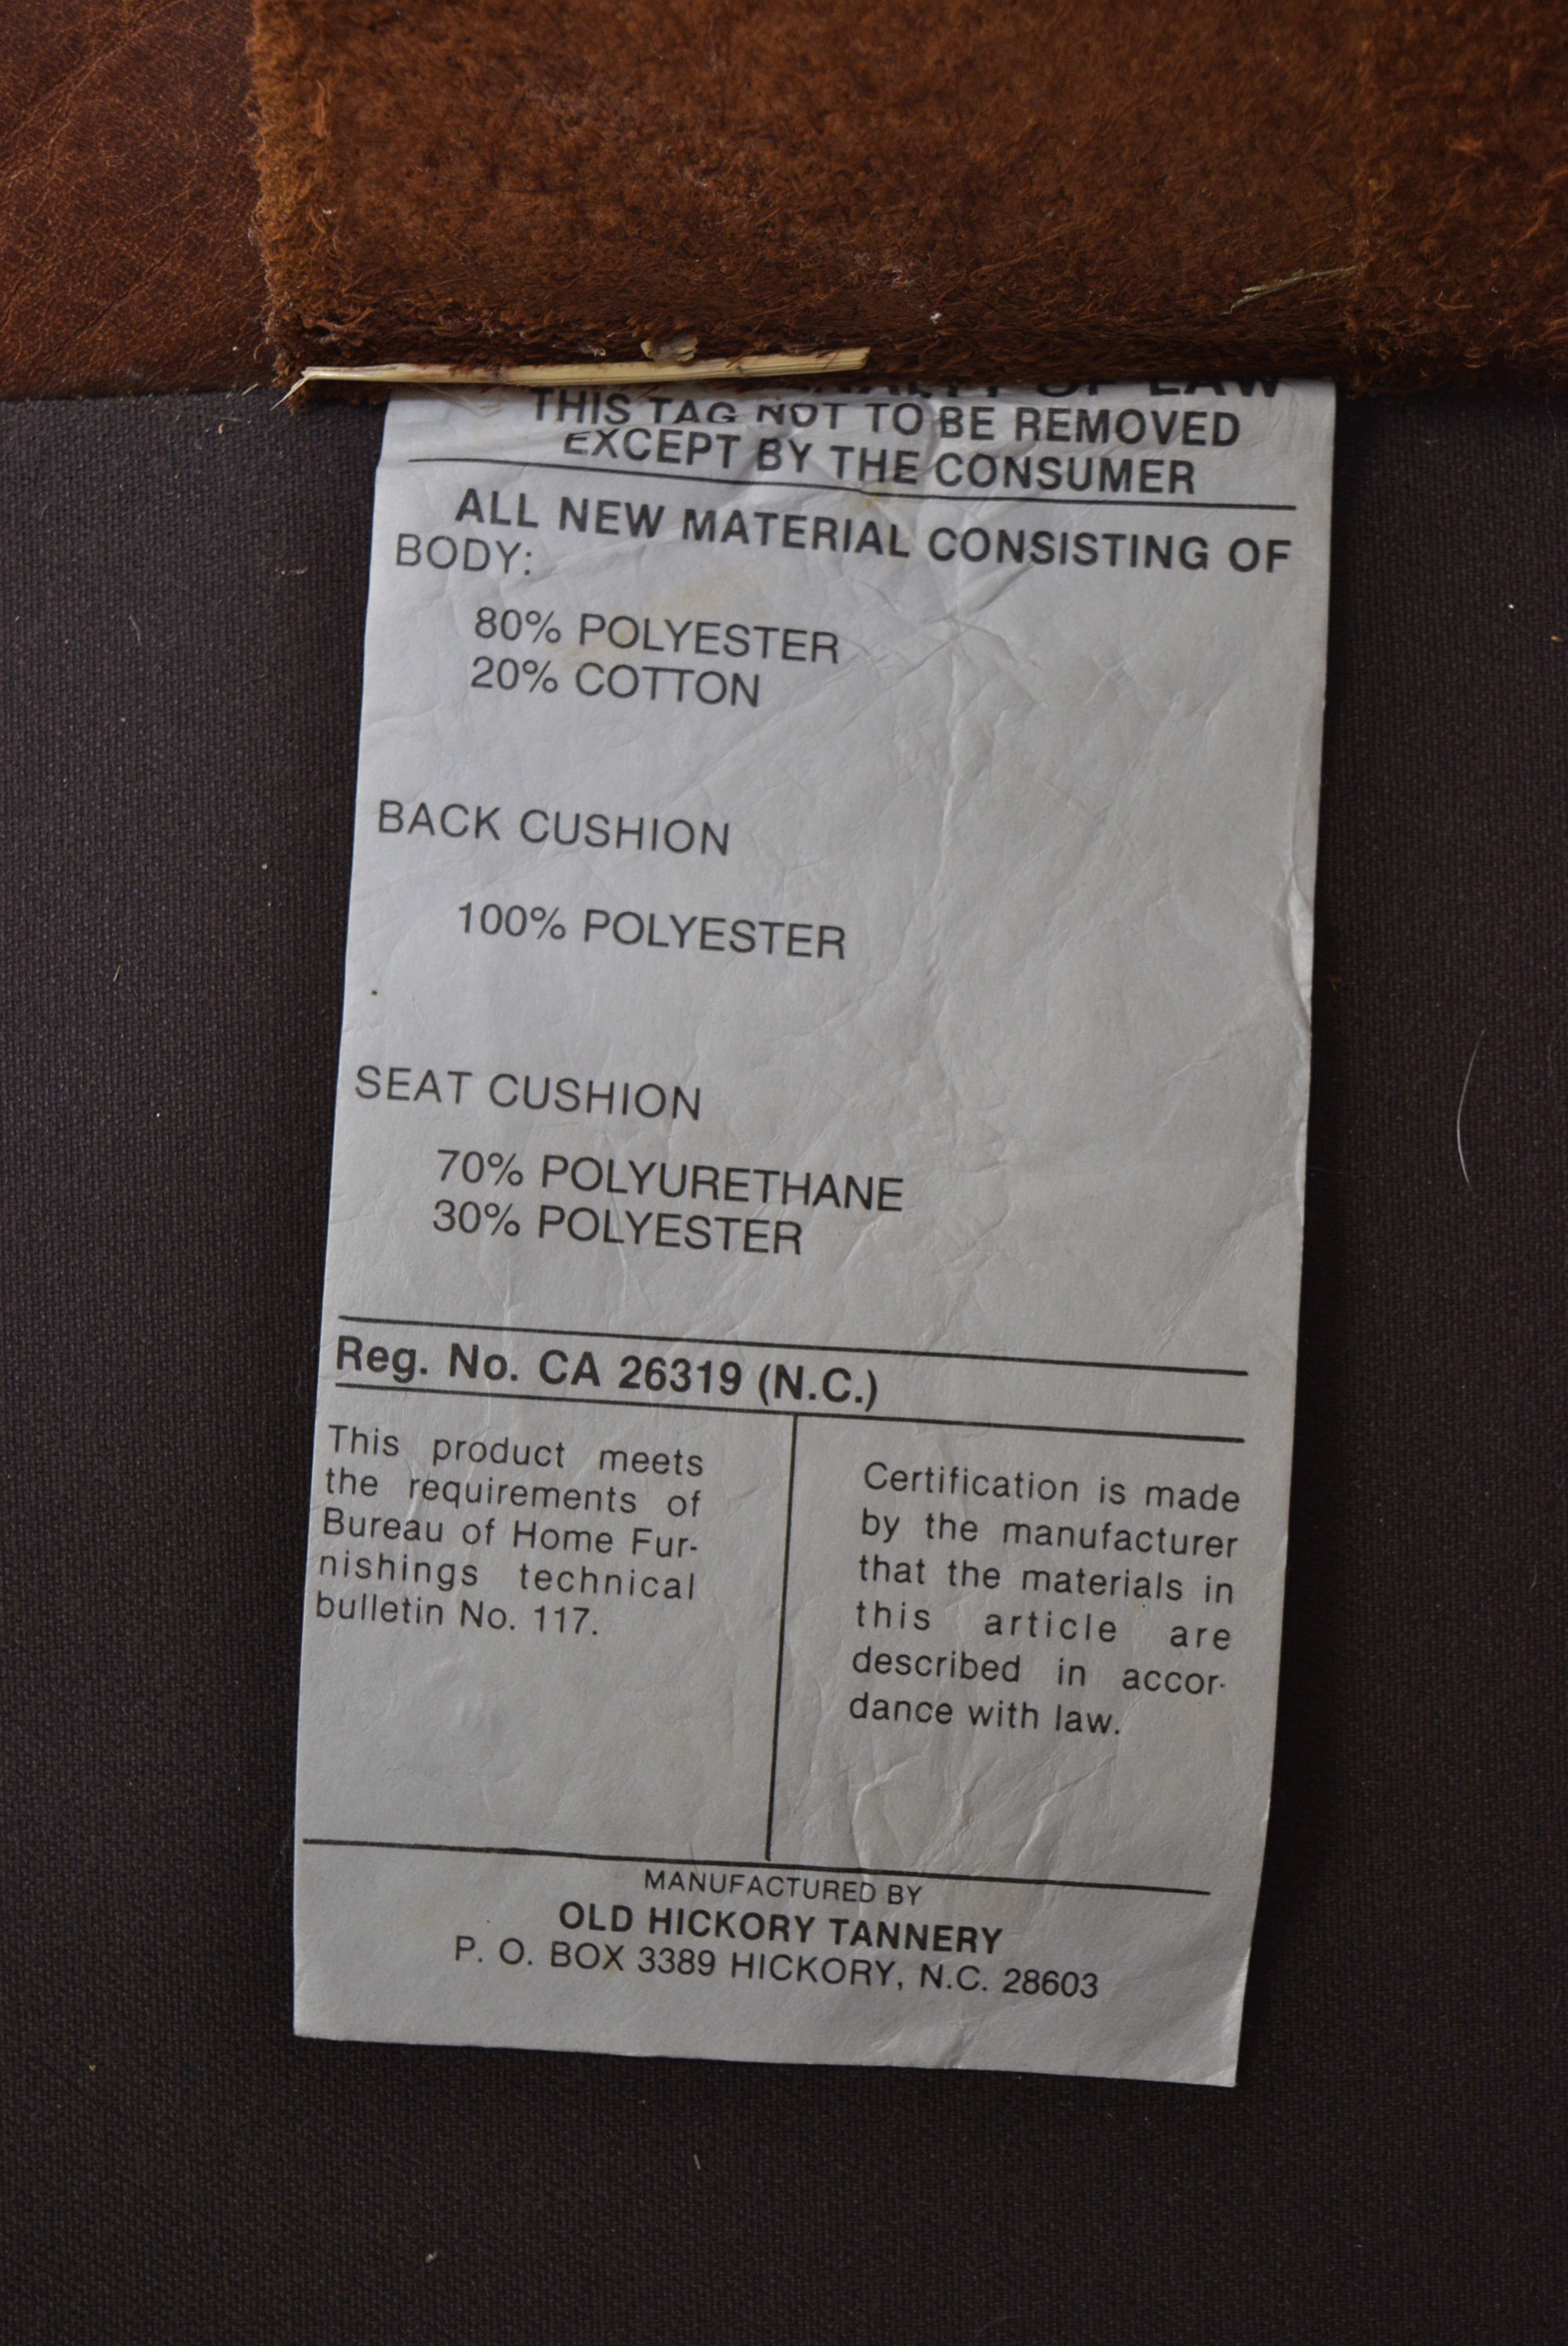 OF LAW
THIS TAG NOT TO BE REMOVED
EXCEPT BY THE CONSUMER
ALL NEW MATERIAL CONSISTING OF
BODY:
80% POLYESTER
20% COTTON
BACK CUSHION
100% POLYESTER
SEAT CUSHION
70% POLYURETHANE
30% POLYESTER
Reg. No. CA 26319 (N.C.)
This product meets
the requirements of
Bureau of Home Fur-
nishings technical
bulletin No. 117.
Certification is made
by the manufacturer
that the materials in
this article are
described in accor-
dance with law.
MANUFACTURED BY
OLD HICKORY TANNERY
P. O. BOX 3389 HICKORY, N.C. 28603